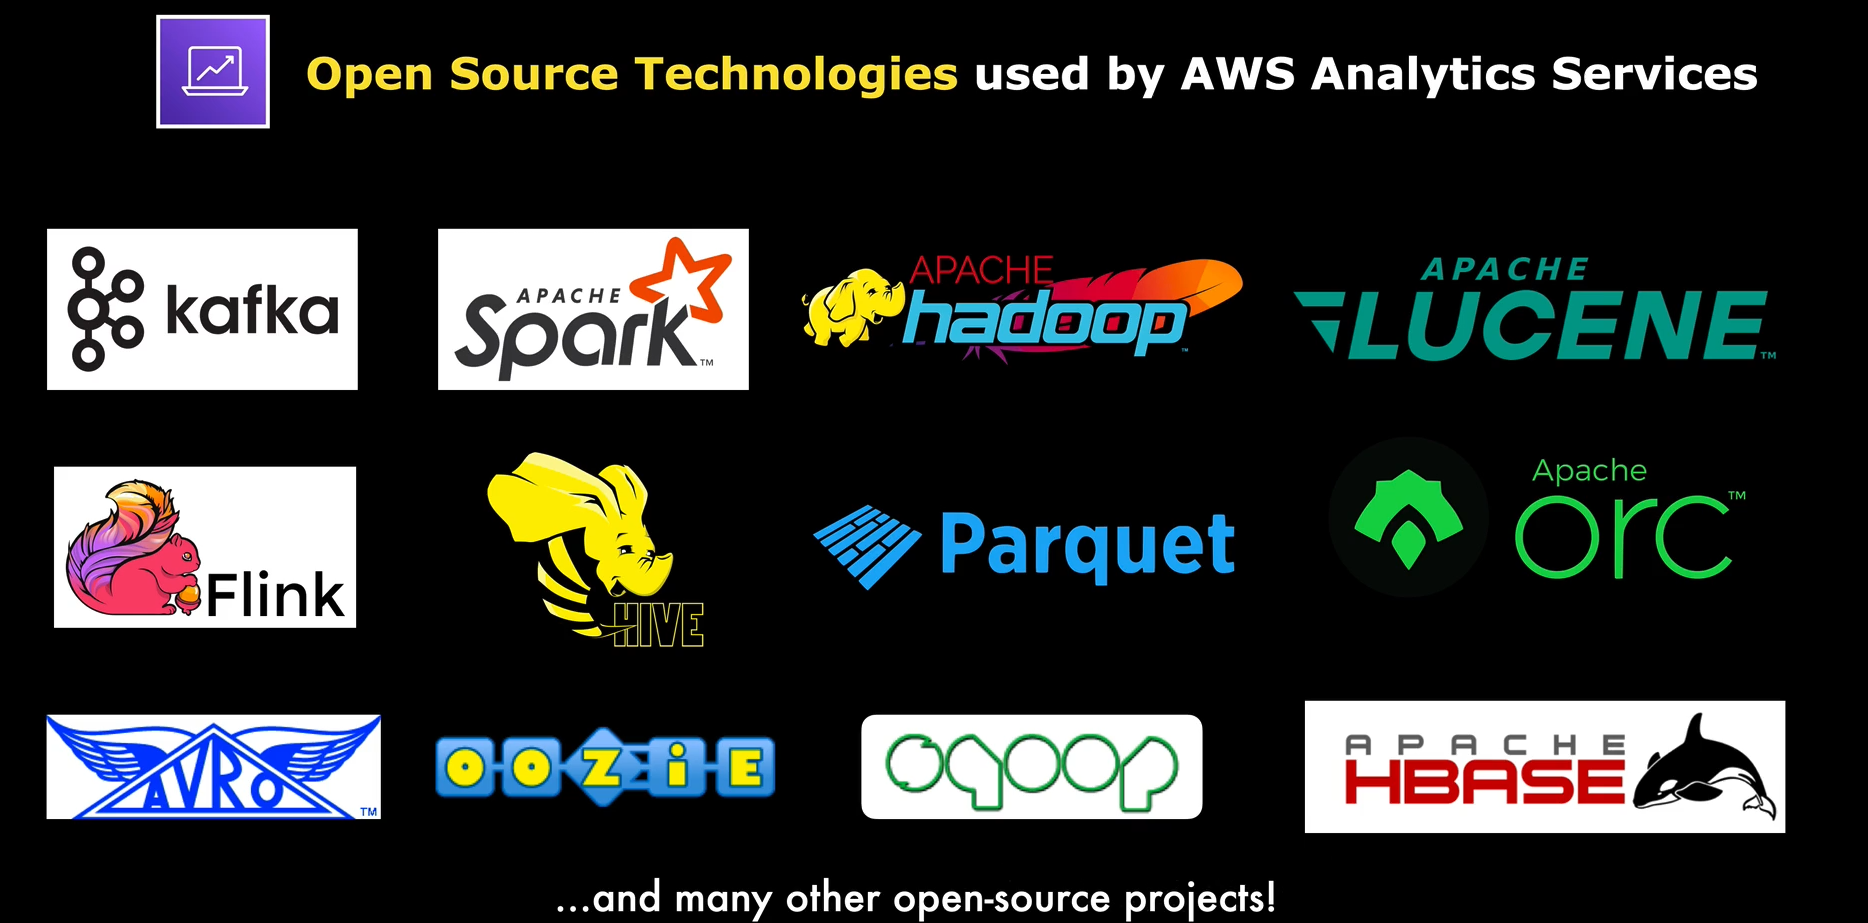 Open Source Technologies used by AWS Analytics Services
kafka
APACHE
Spark™
APACHE
hadoop™
APACHE
LUCENE™
Flink
HIVE
Parquet
Apache
orc™
AVRO™
OOZiE
sqoop
APACHE
HBASE
...and many other open-source projects!